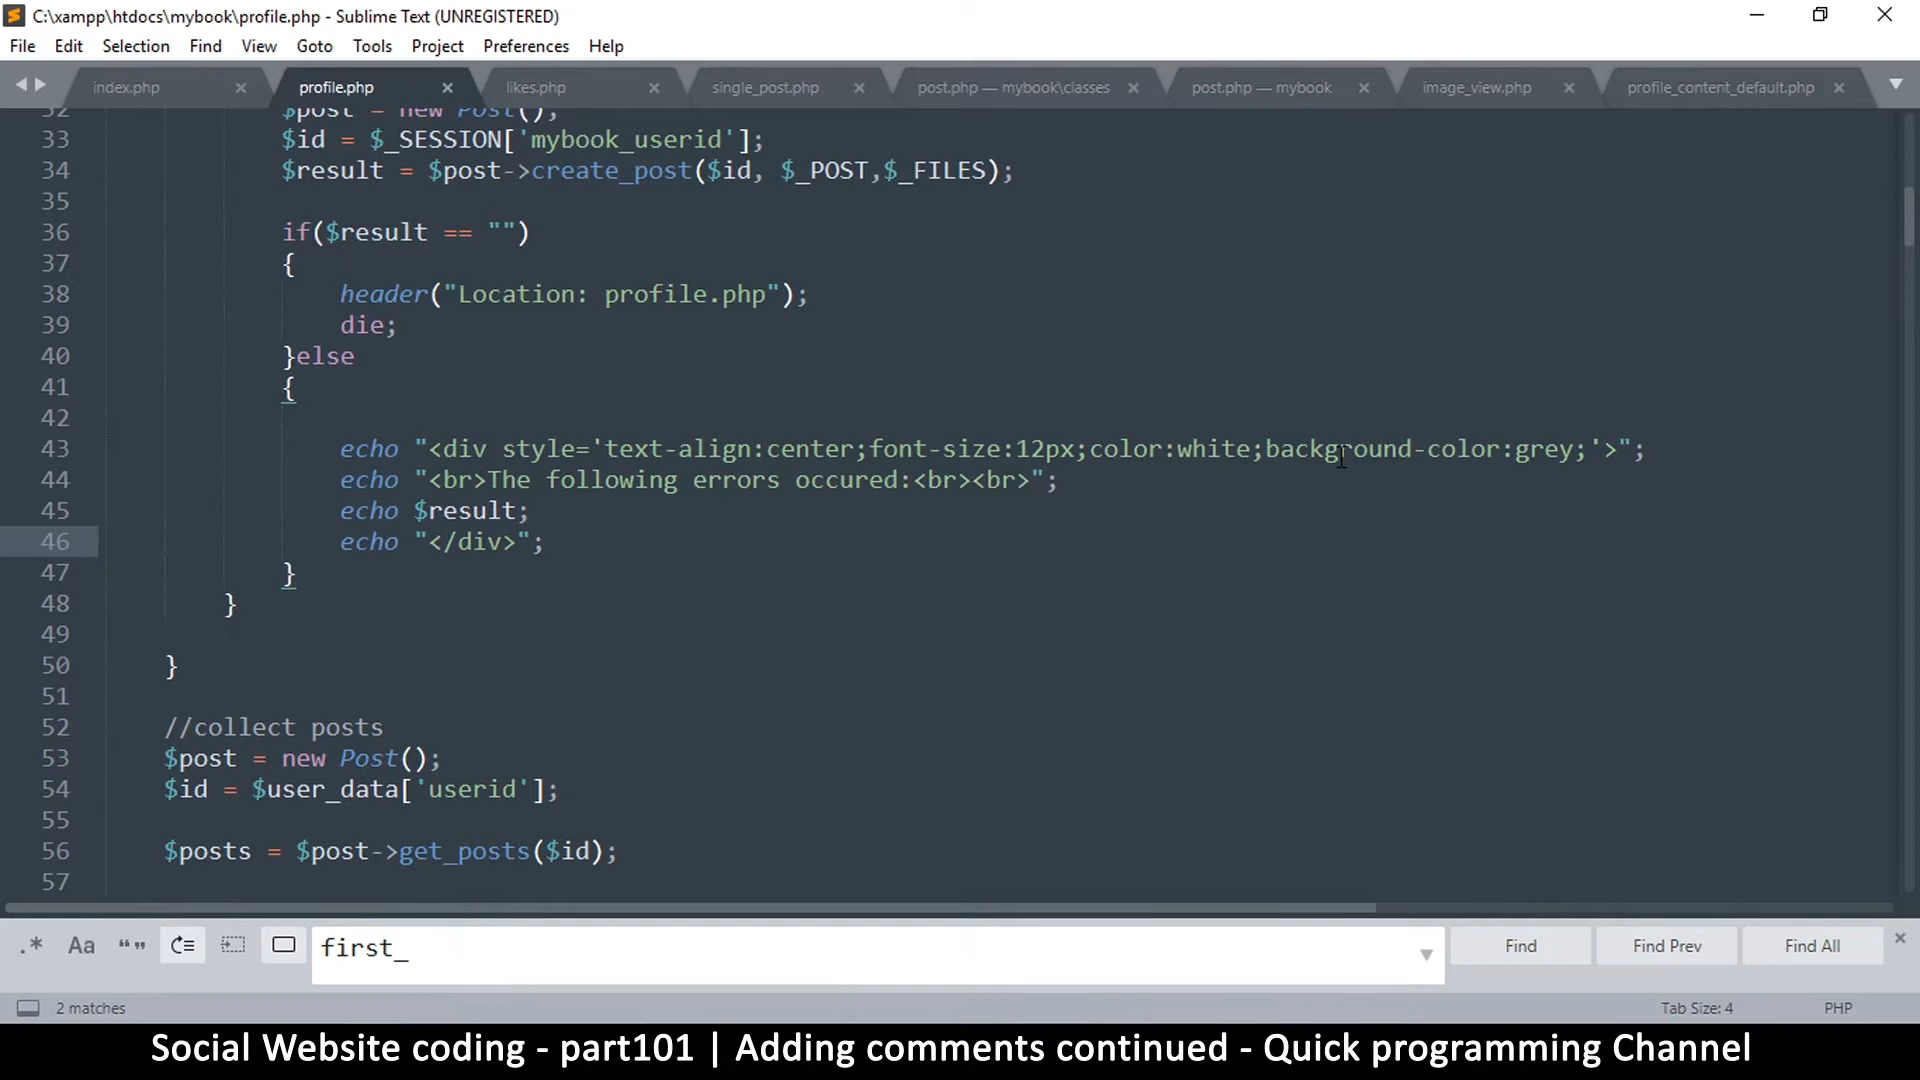 C:\xampp\htdocs\mybook\profile.php - Sublime Text (UNREGISTERED)
File Edit Selection Find View Goto Tools Project Preferences Help
index.php profile.php likes.php single_post.php post.php — mybook\classes post.php — mybook image_view.php profile_content_default.php
32 $post = new Post();
33 $id = $_SESSION['mybook_userid'];
34 $result = $post->create_post($id, $_POST,$_FILES);
35
36 if($result == "")
37 {
38 header("Location: profile.php");
39 die;
40 }else
41 {
42
43 echo "<div style='text-align:center;font-size:12px;color:white;background-color:grey;'>";
44 echo "<br>The following errors occured:<br><br>";
45 echo $result;
46 echo "</div>";
47 }
48 }
49
50 }
51
52 //collect posts
53 $post = new Post();
54 $id = $user_data['userid'];
55
56 $posts = $post->get_posts($id);
57
.* Aa “” first_ Find Find Prev Find All
2 matches Tab Size: 4 PHP
Social Website coding - part101 | Adding comments continued - Quick programming Channel